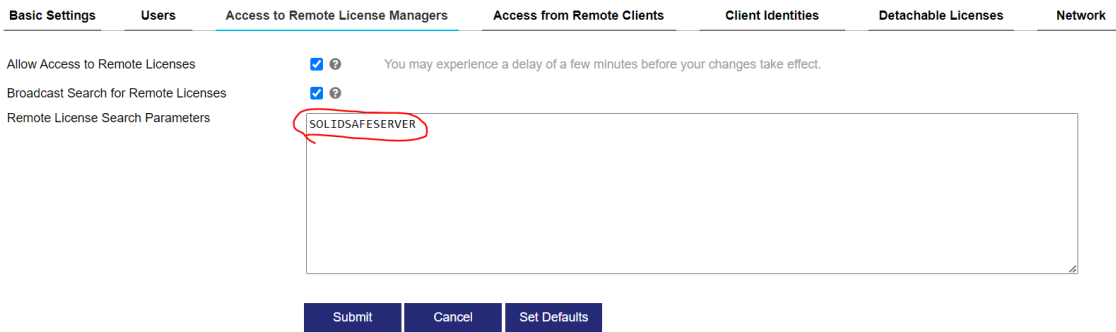 Basic Settings Users Access to Remote License Managers Access from Remote Clients Client Identities Detachable Licenses Network
Allow Access to Remote Licenses ? You may experience a delay of a few minutes before your changes take effect.
Broadcast Search for Remote Licenses ?
Remote License Search Parameters SOLIDSAFESERVER
Submit Cancel Set Defaults